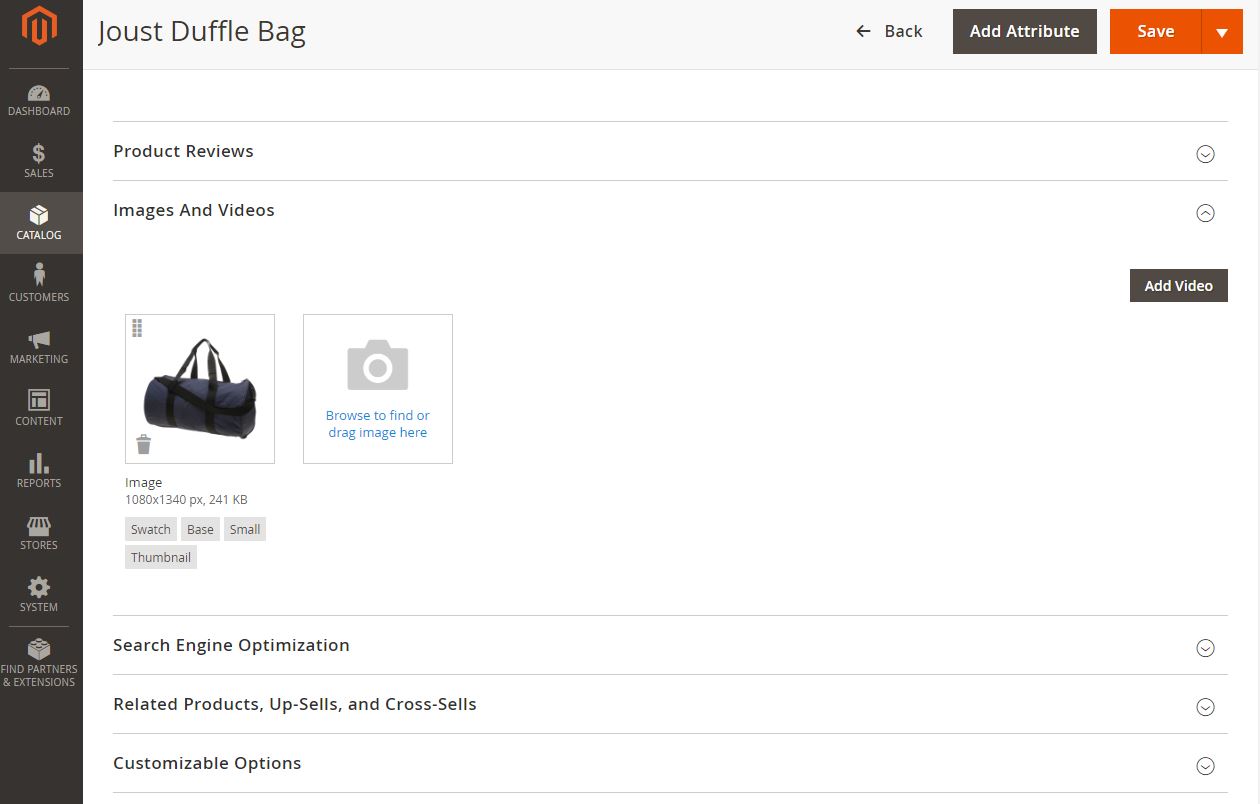 Joust Duffle Bag
Back
Add Attribute
Save
DASHBOARD
SALES
CATALOG
CUSTOMERS
MARKETING
CONTENT
REPORTS
STORES
SYSTEM
FIND PARTNERS
& EXTENSIONS
Product Reviews
Images And Videos
Add Video
Browse to find or
drag image here
Image
1080x1340 px, 241 KB
Swatch Base Small
Thumbnail
Search Engine Optimization
Related Products, Up-Sells, and Cross-Sells
Customizable Options